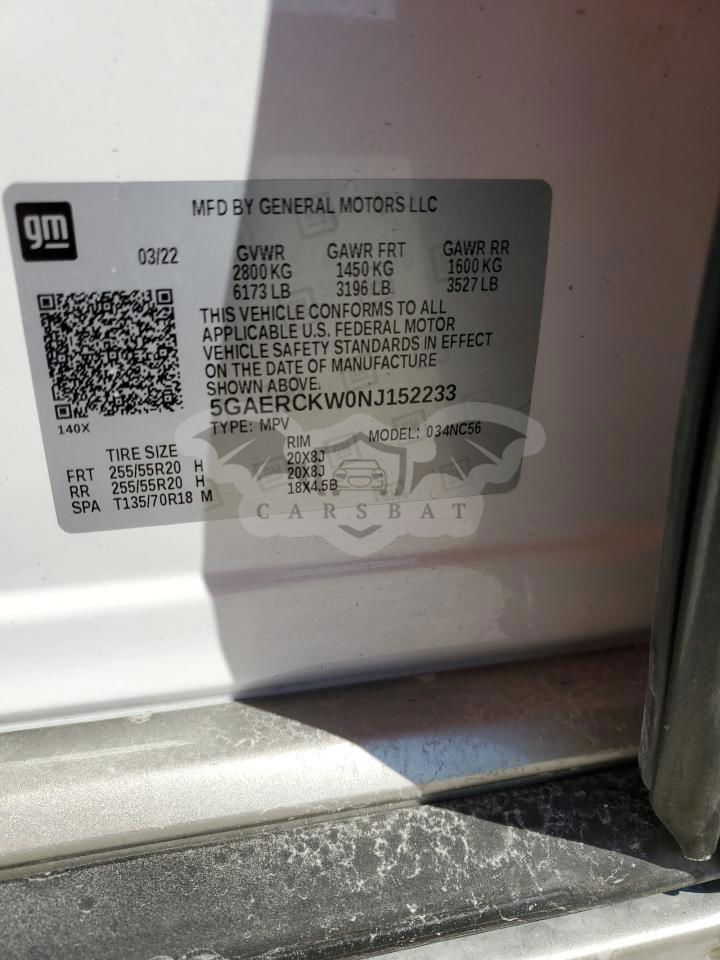 gm
MFD BY GENERAL MOTORS LLC
03/22 GVWR GAWR FRT GAWR RR
2800 KG 1450 KG 1600 KG
6173 LB 3196 LB. 3527 LB
THIS VEHICLE CONFORMS TO ALL
APPLICABLE U.S. FEDERAL MOTOR
VEHICLE SAFETY STANDARDS IN EFFECT
ON THE DATE OF MANUFACTURE
SHOWN ABOVE.
140X
5GAERCKW0NJ152233
TYPE: MPV MODEL: 034NC56
TIRE SIZE RIM
FRT 255/55R20 H 20X8J
RR 255/55R20 H 20X8J
SPA T135/70R18 M 18X4.5B
CARSBAT